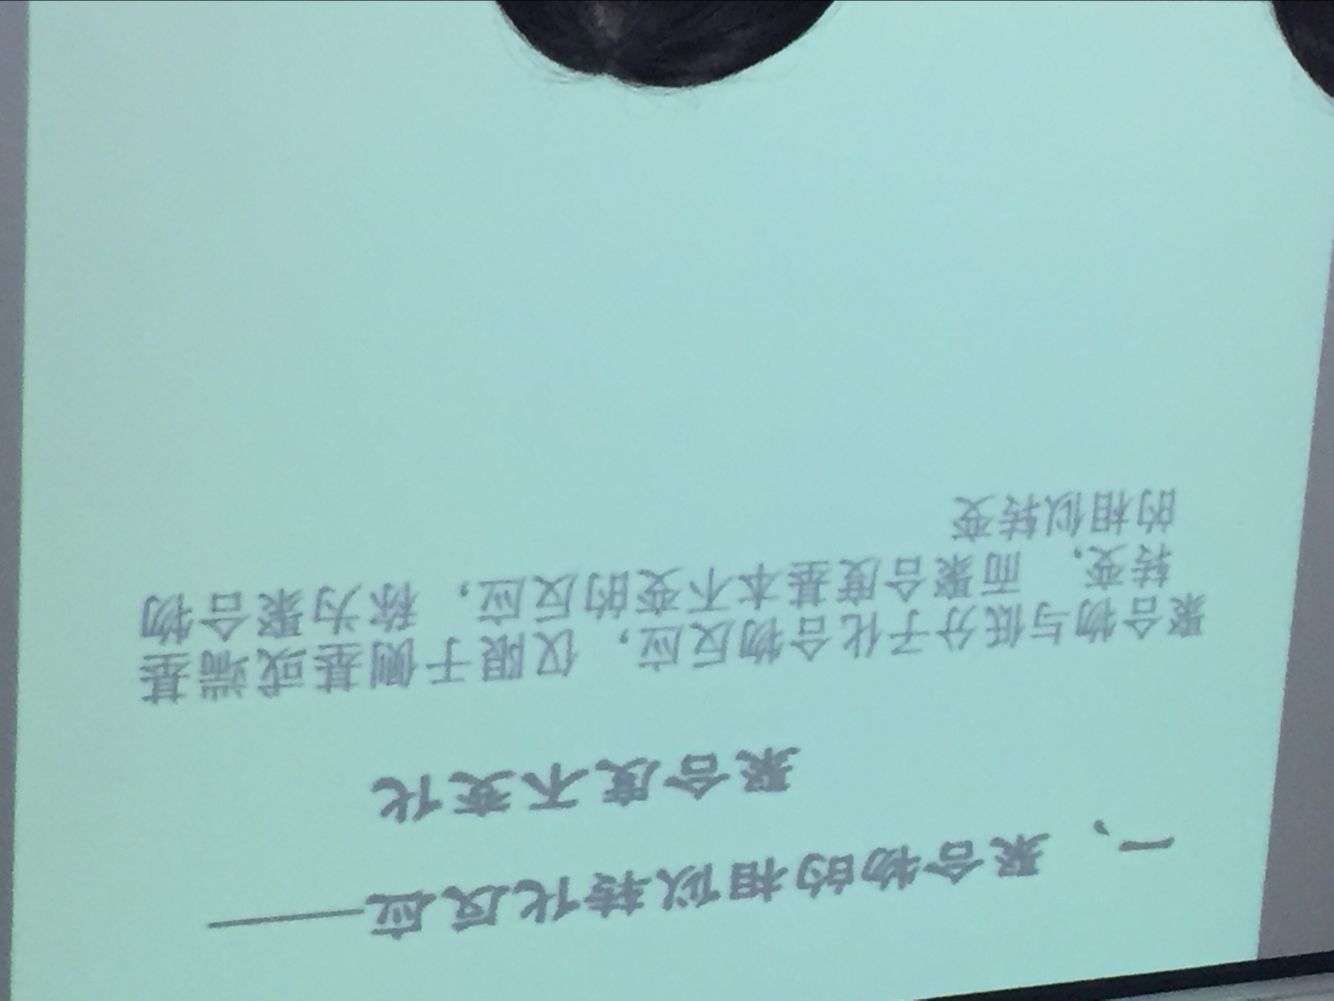 一、聚合物的相似转化反应——
聚合度不变化
聚合物与低分子化合物反应，仅限于侧基或端基
转变，而聚合度基本不变的反应，称为聚合物
的相似转变